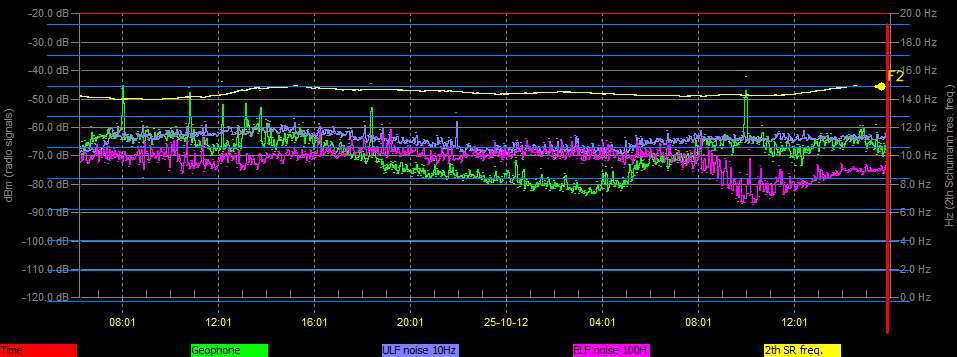 -20.0 dB 20.0 Hz
-30.0 dB 18.0 Hz
-40.0 dB 16.0 Hz
F2
-50.0 dB 14.0 Hz
-60.0 dB 12.0 Hz
-70.0 dB 10.0 Hz
-80.0 dB 8.0 Hz
-90.0 dB 6.0 Hz
-100.0 dB 4.0 Hz
-110.0 dB 2.0 Hz
-120.0 dB 0.0 Hz
dBm (radio signals)
Hz (2th Schumann res. freq.)
08:01 12:01 16:01 20:01 25-10-12 04:01 08:01 12:01
Time Geophone ULF noise 10Hz ELF noise 100H 2th SR freq.